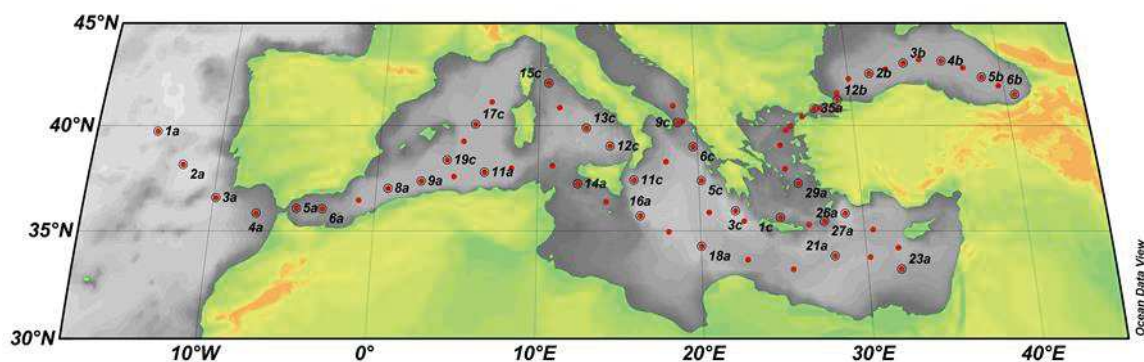 45°N
3b
4b
2b
5b
6b
15c
12b
35a
17c
13c
9c
40°N
1a
12c
6c
19c
2a
11a
8a
9a
14a
11c
5c
29a
3a
5a
6a
4a
16a
3c
1c
26a
27a
35°N
18a
21a
23a
30°N
10°W
0°
10°E
20°E
30°E
40°E
Ocean Data View